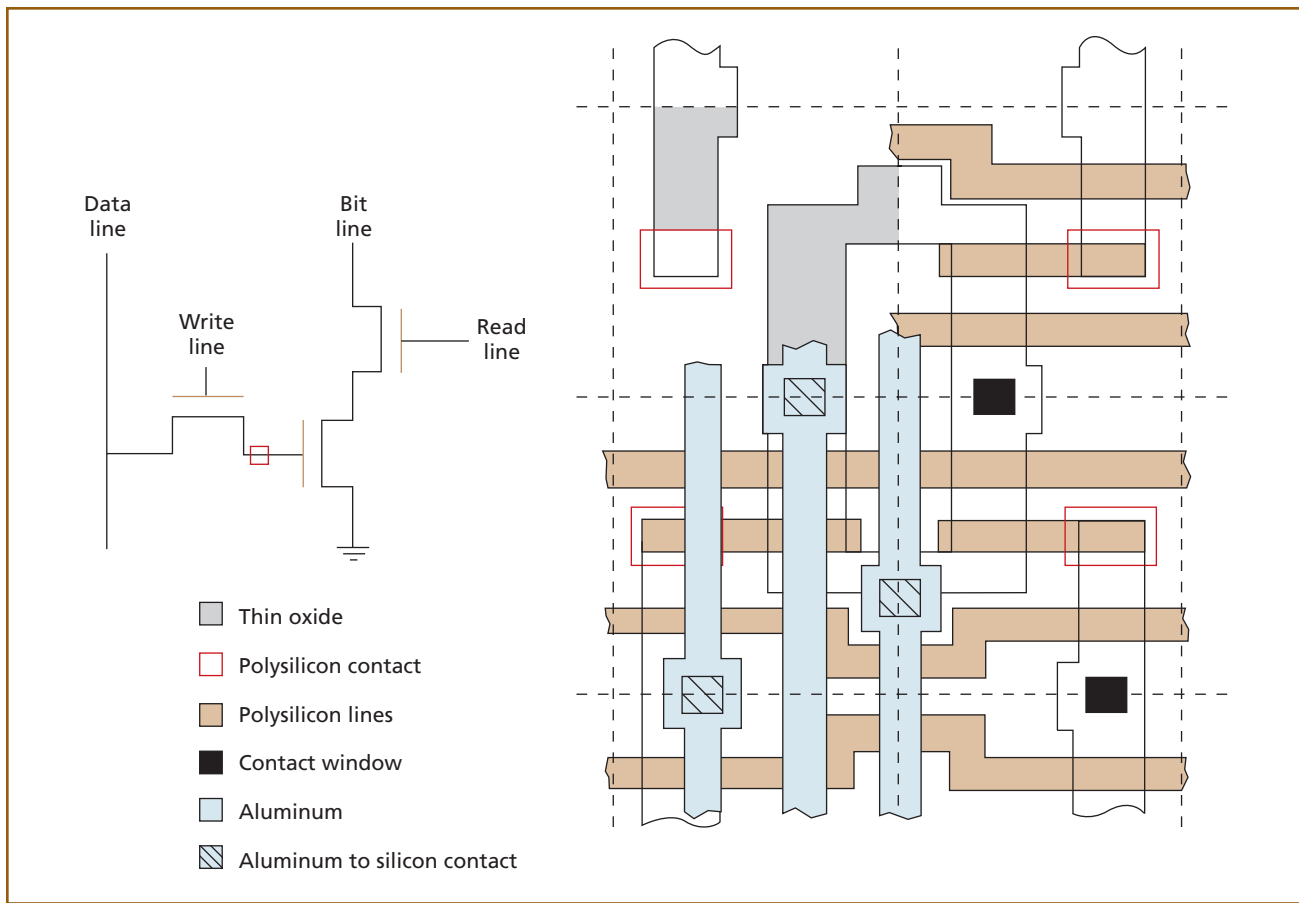 Data
line
Bit
line
Write
line
Read
line
Thin oxide
Polysilicon contact
Polysilicon lines
Contact window
Aluminum
Aluminum to silicon contact